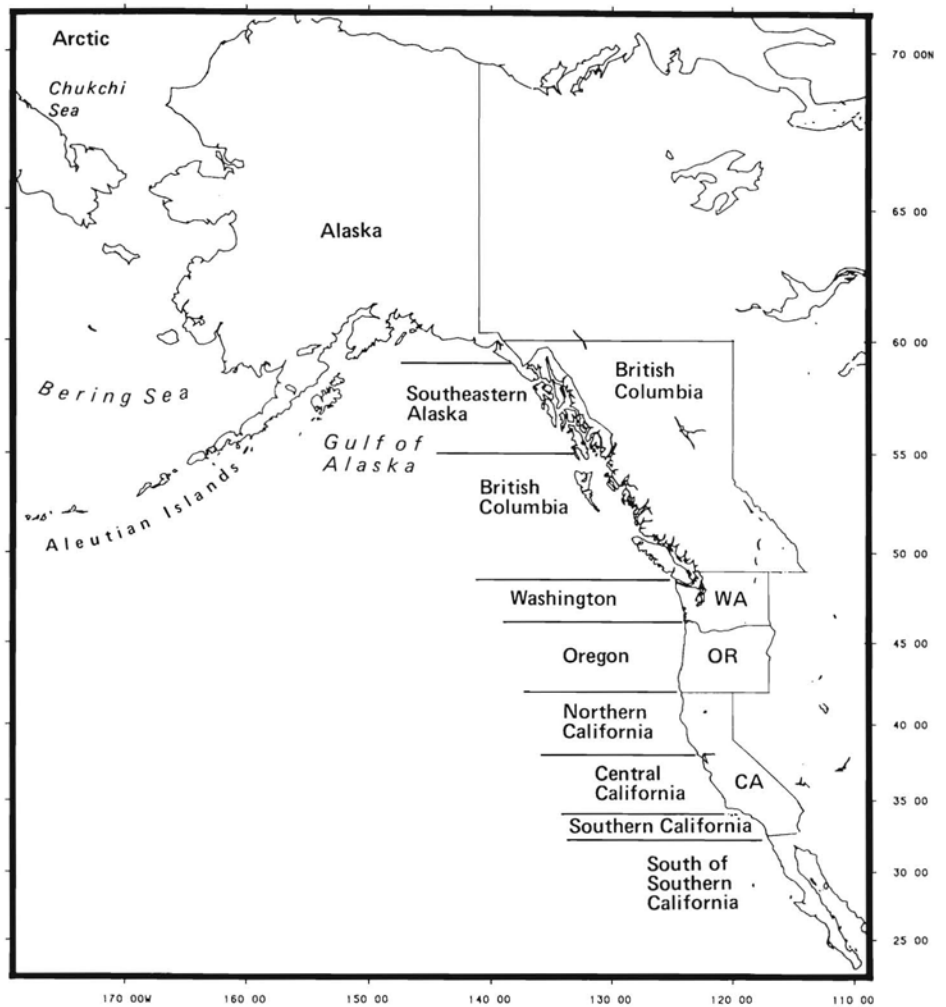 Arctic
Chukchi
Sea
70 00N
65 00
Alaska
60 00
British
Columbia
Bering Sea
Southeastern
Alaska
Gulf of
Alaska
55 00
British
Columbia
Aleutian Islands
50 00
Washington
WA
45 00
Oregon
OR
Northern
California
40 00
Central
California
CA
35 00
Southern California
South of
Southern
California
30 00
25 00
170 00W
160 00
150 00
140 00
130 00
120 00
110 00